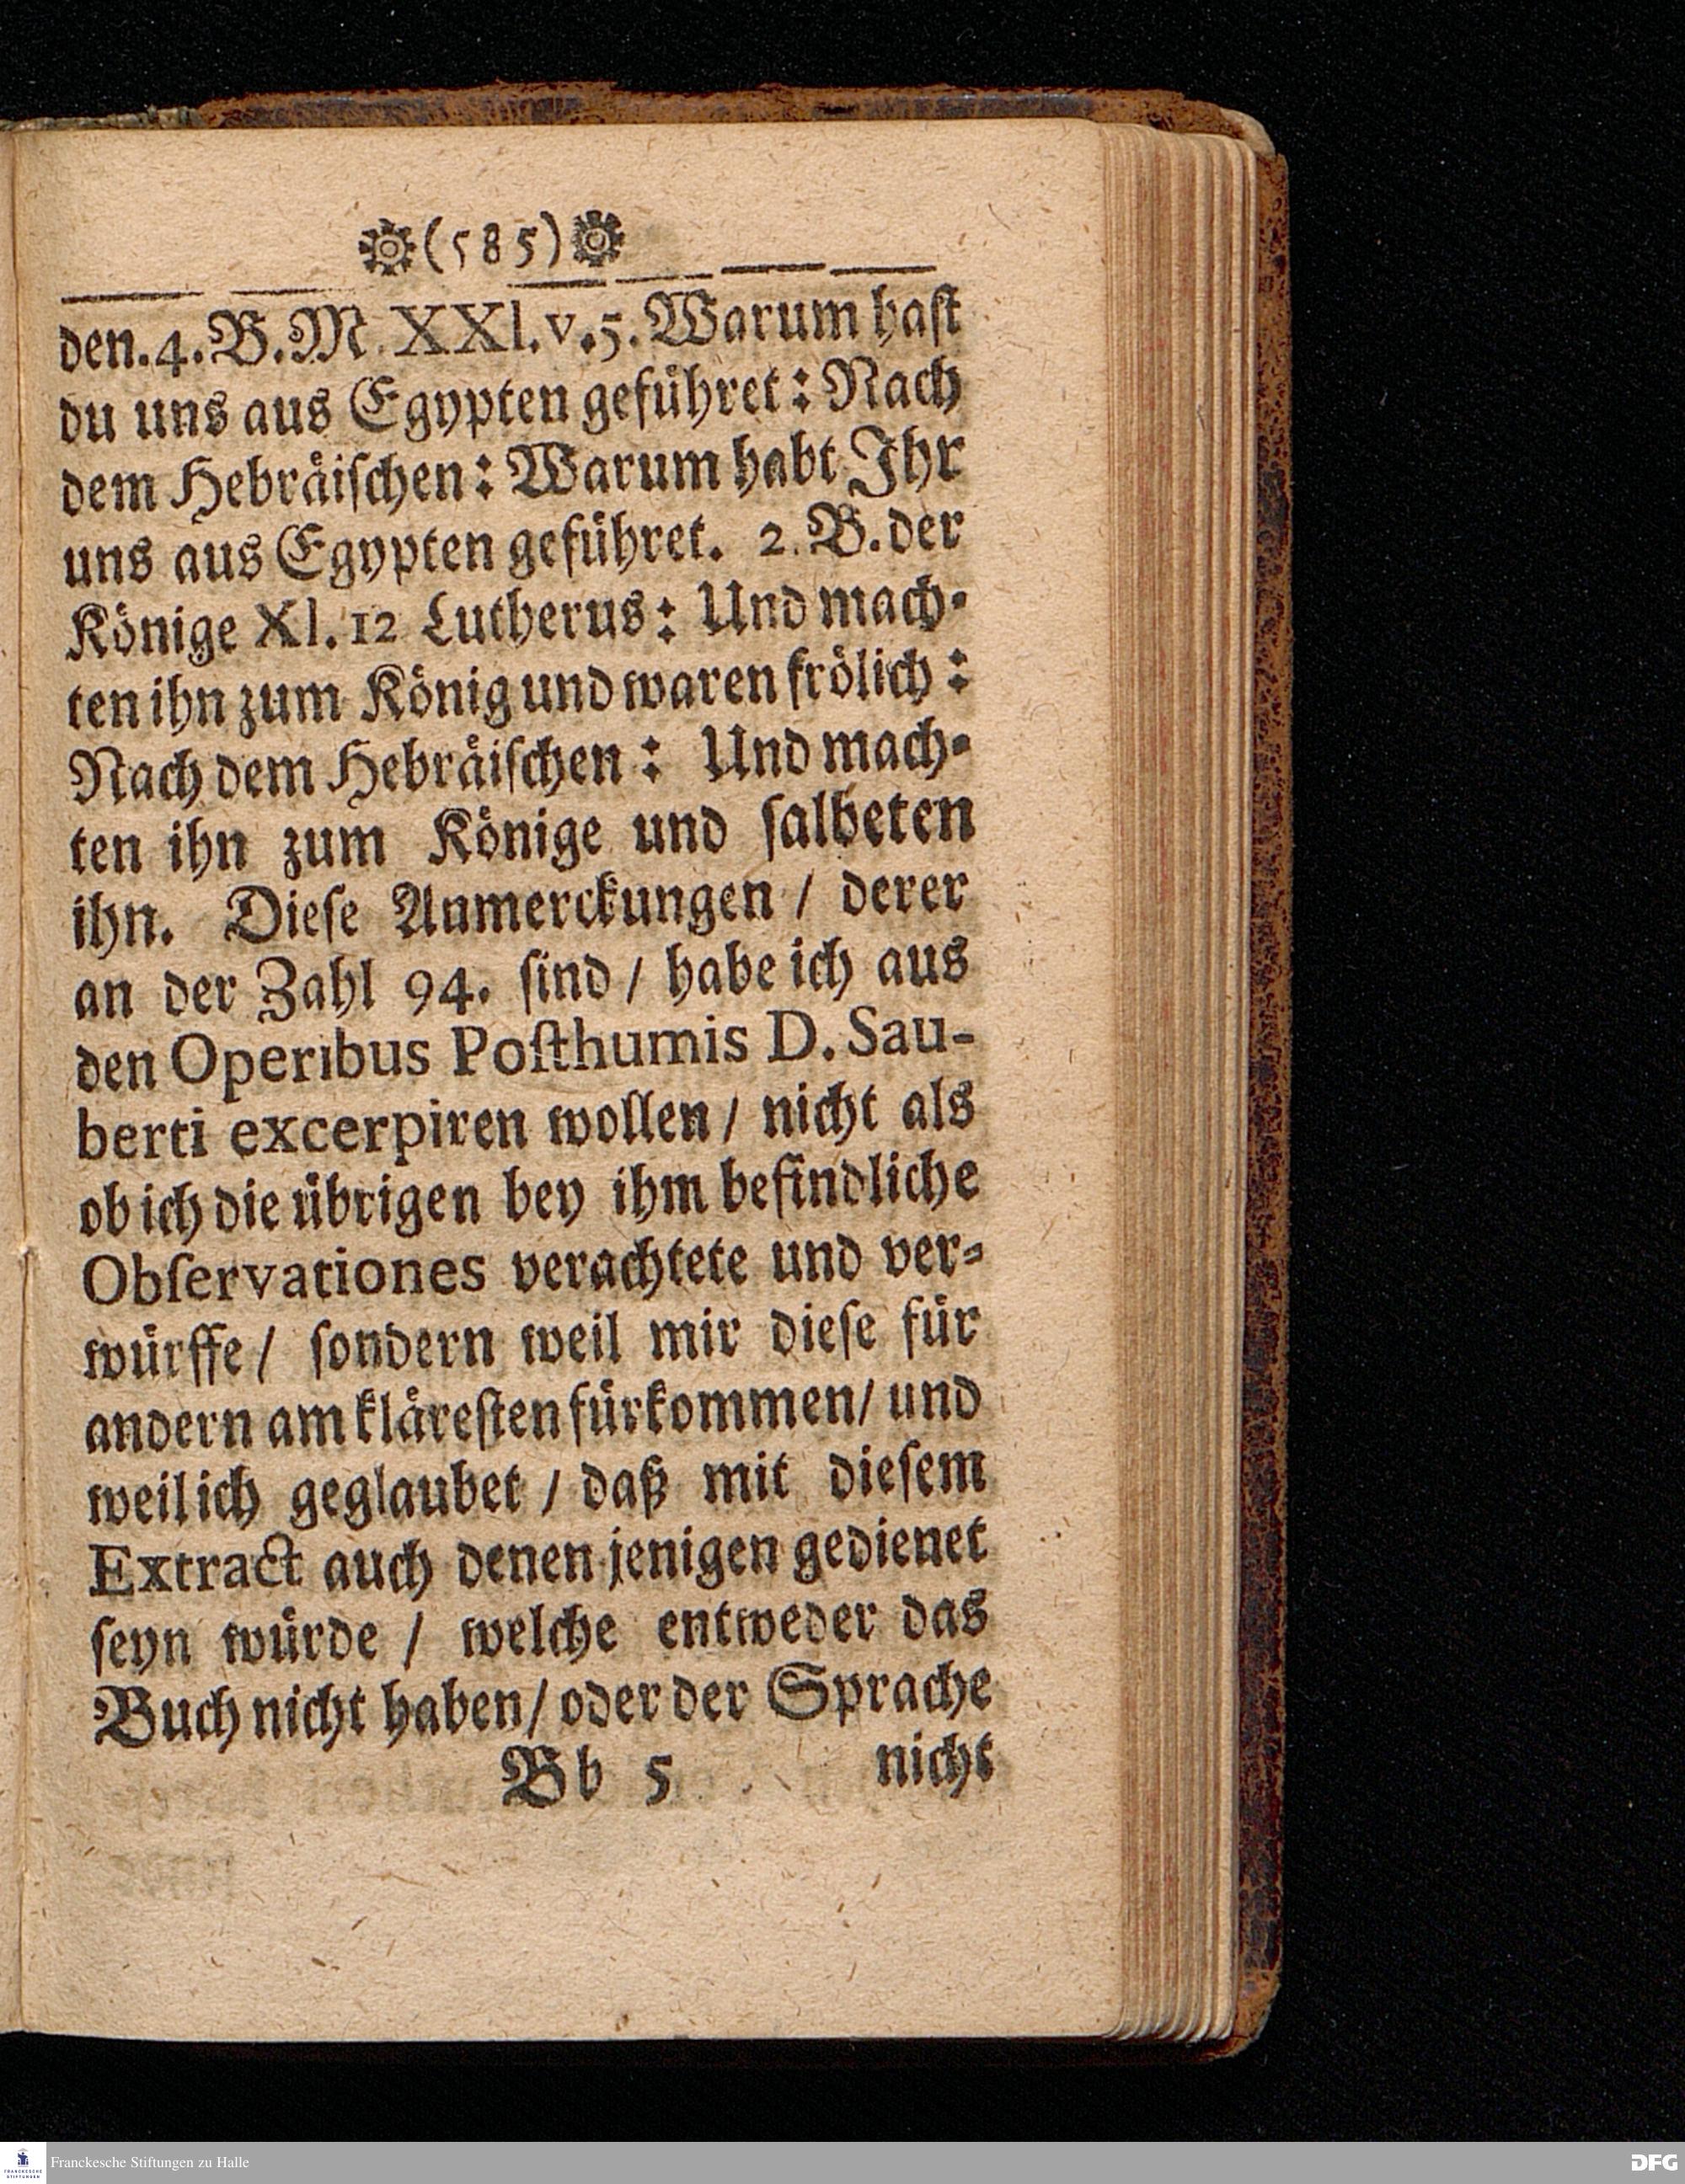 (585)
den. 4. B. M. XXI. v. 5. Warum haſt
du uns aus Egypten geführet: Nach
dem Hebräiſchen: Warum habt Ihr
uns aus Egypten geführet. 2. B. der
Könige XI. 12 Lutherus: Und mach-
ten ihn zum König und waren frölich:
Nach dem Hebräiſchen: Und mach-
ten ihn zum Könige und ſalbeten
ihn. Dieſe Anmerckungen / derer
an der Zahl 94. ſind / habe ich aus
den Operibus Poſthumis D. Sau-
berti excerpiren wollen / nicht als
ob ich die übrigen bey ihm befindliche
Obſervationes verachtete und ver-
würffe / ſondern weil mir dieſe für
andern am kläreſten fürkommen / und
weil ich geglaubet / daß mit dieſem
Extract auch denen jenigen gedienet
ſeyn würde / welche entweder das
Buch nicht haben / oder der Sprache
Bb 5 nicht
Franckesche Stiftungen zu Halle
FRANCKESCHE STIFTUNGEN
DFG